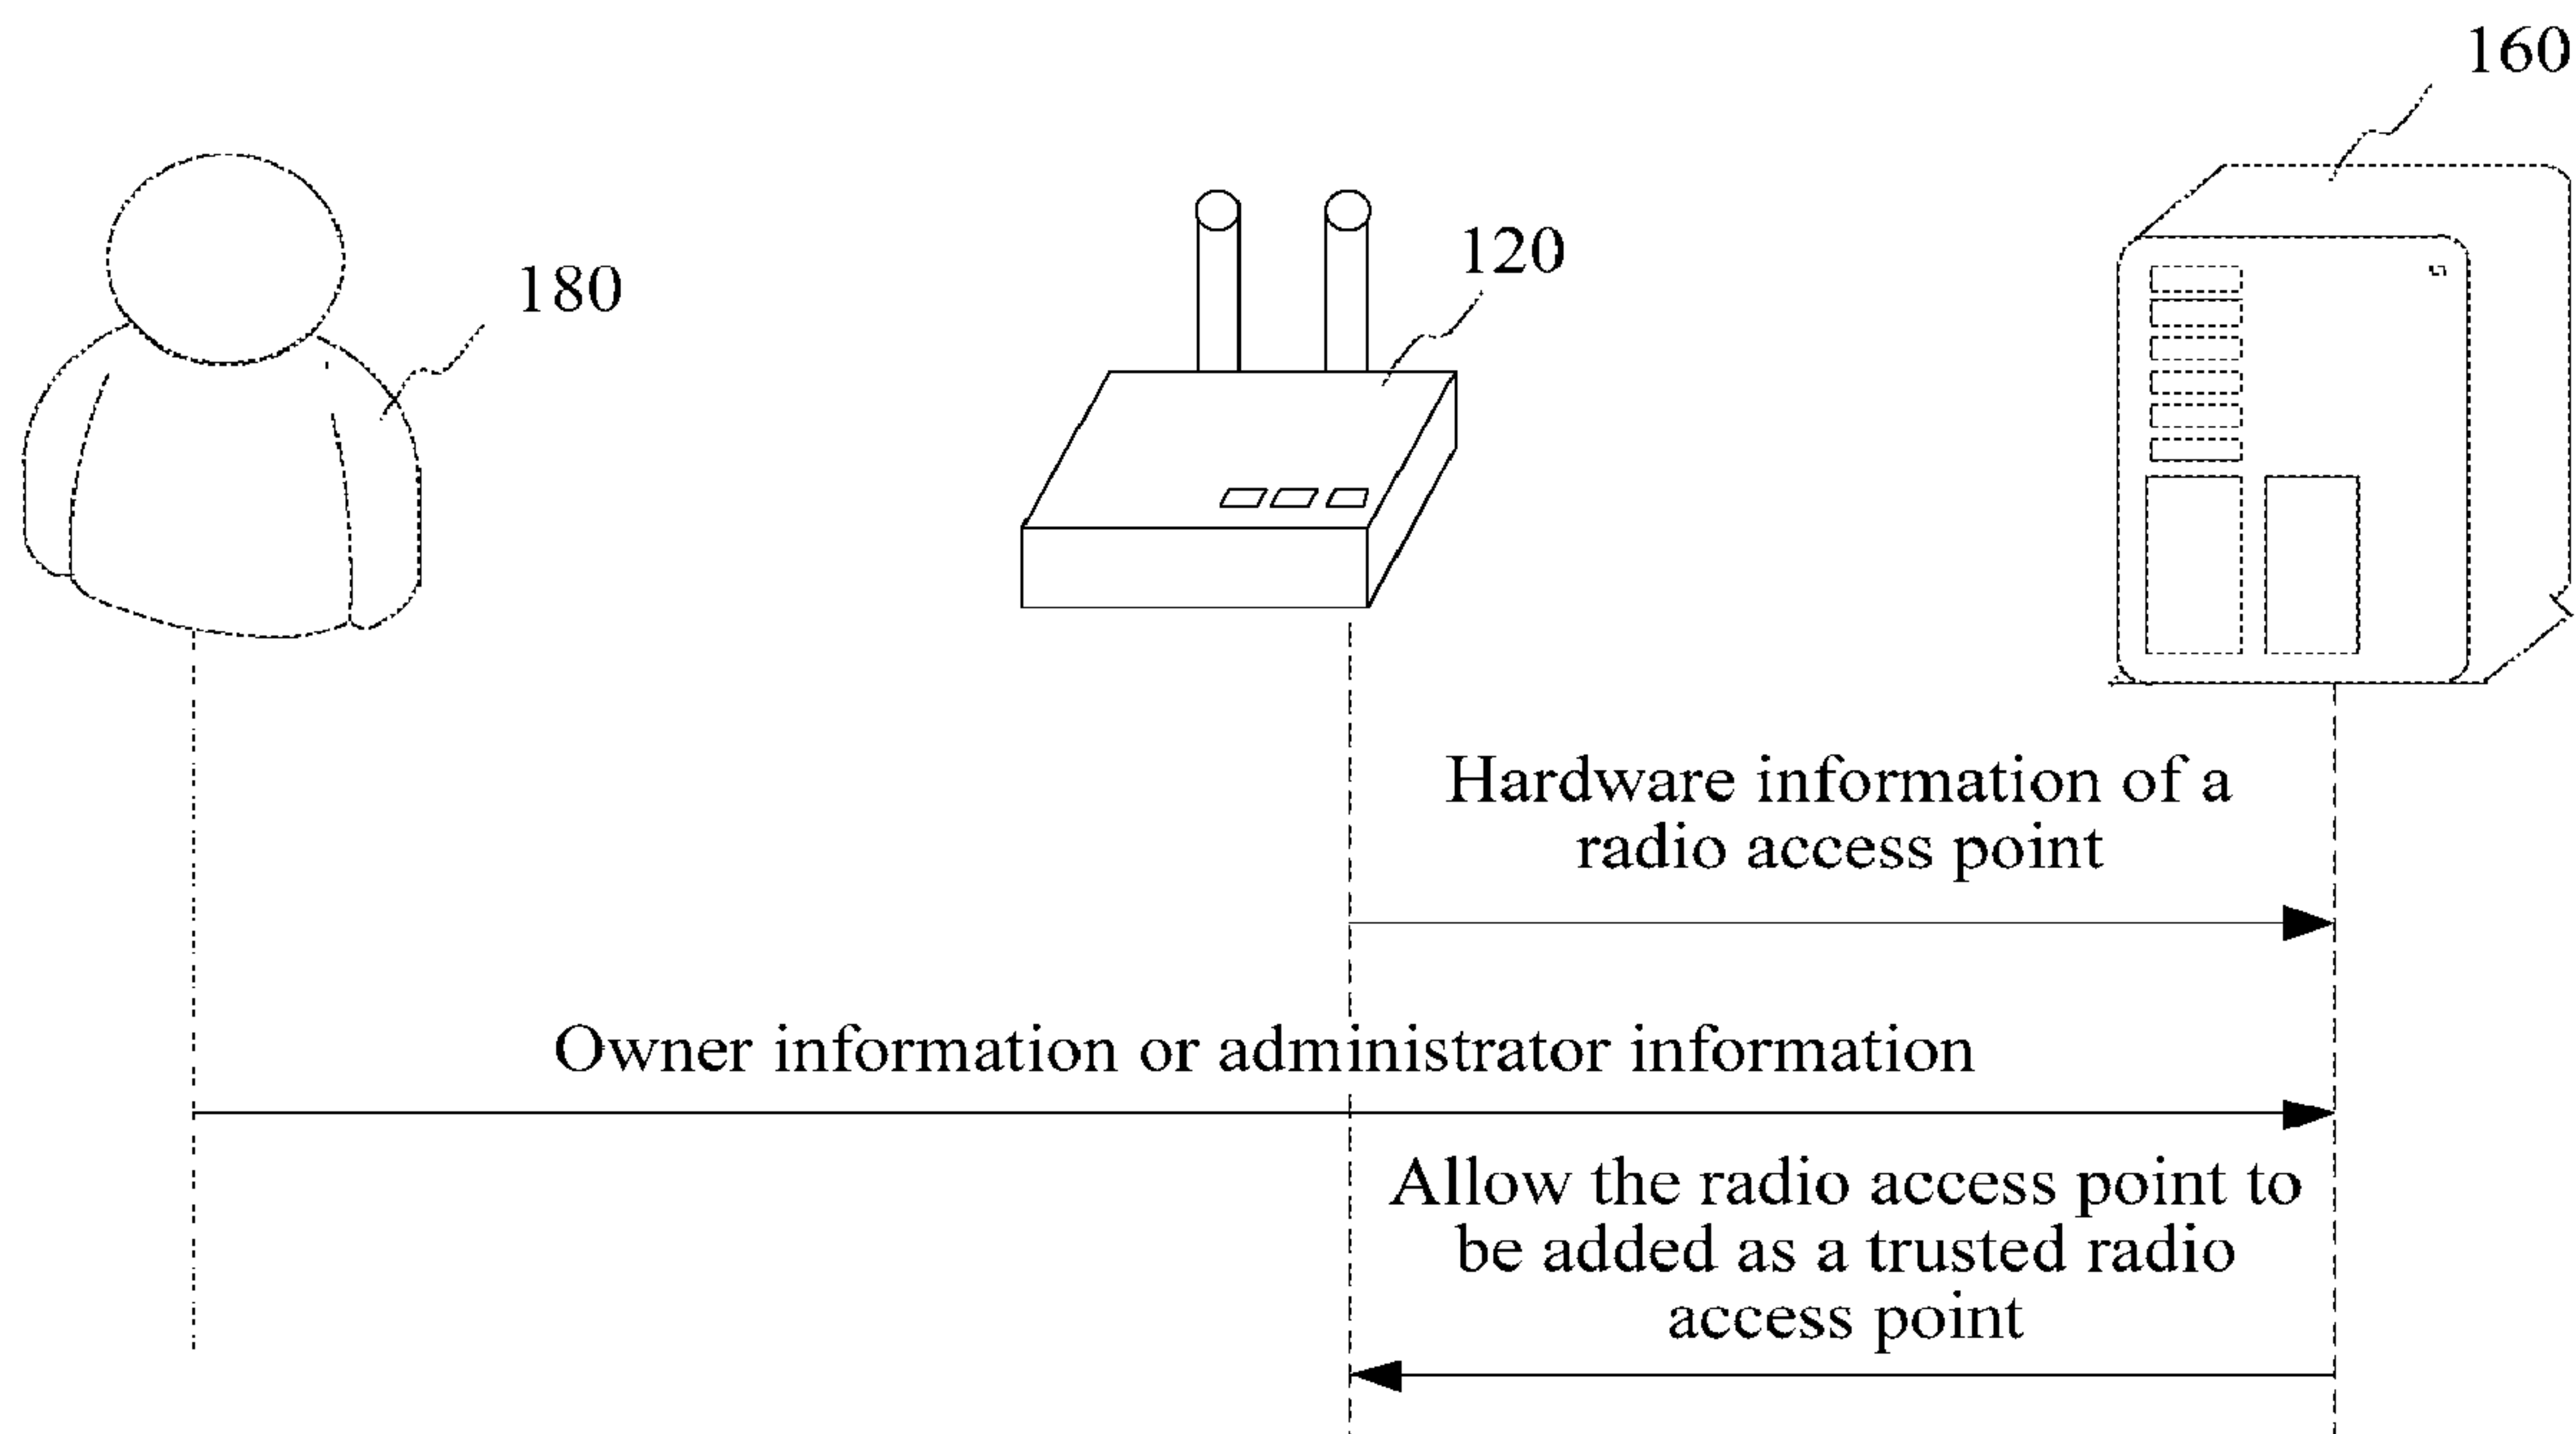 160
120
180
Hardware information of a
radio access point
Owner information or administrator information
Allow the radio access point to
be added as a trusted radio
access point